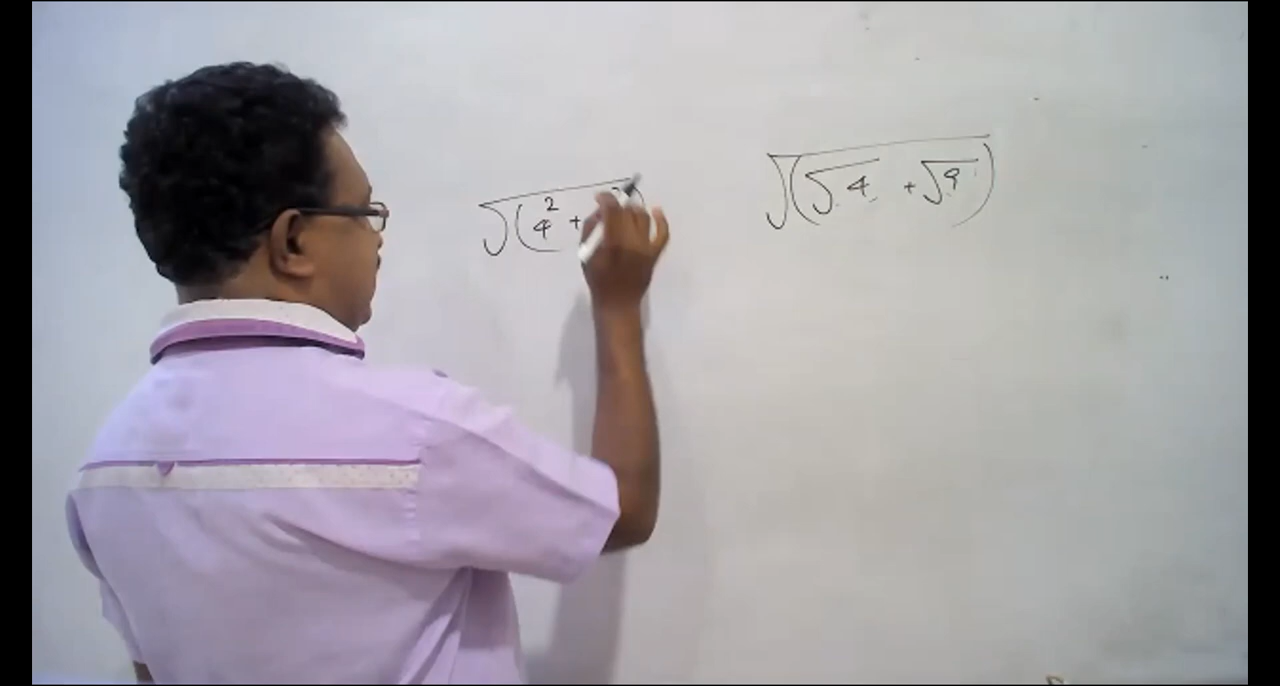 √(4² +
√(√4 + √9)